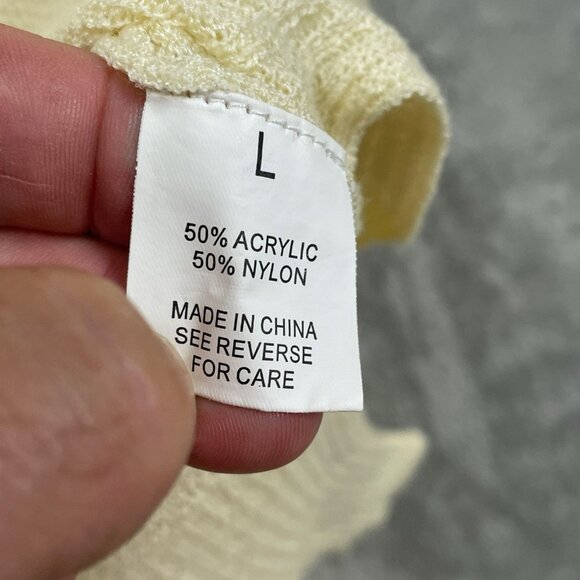 L
50% ACRYLIC
50% NYLON
MADE IN CHINA
SEE REVERSE
FOR CARE